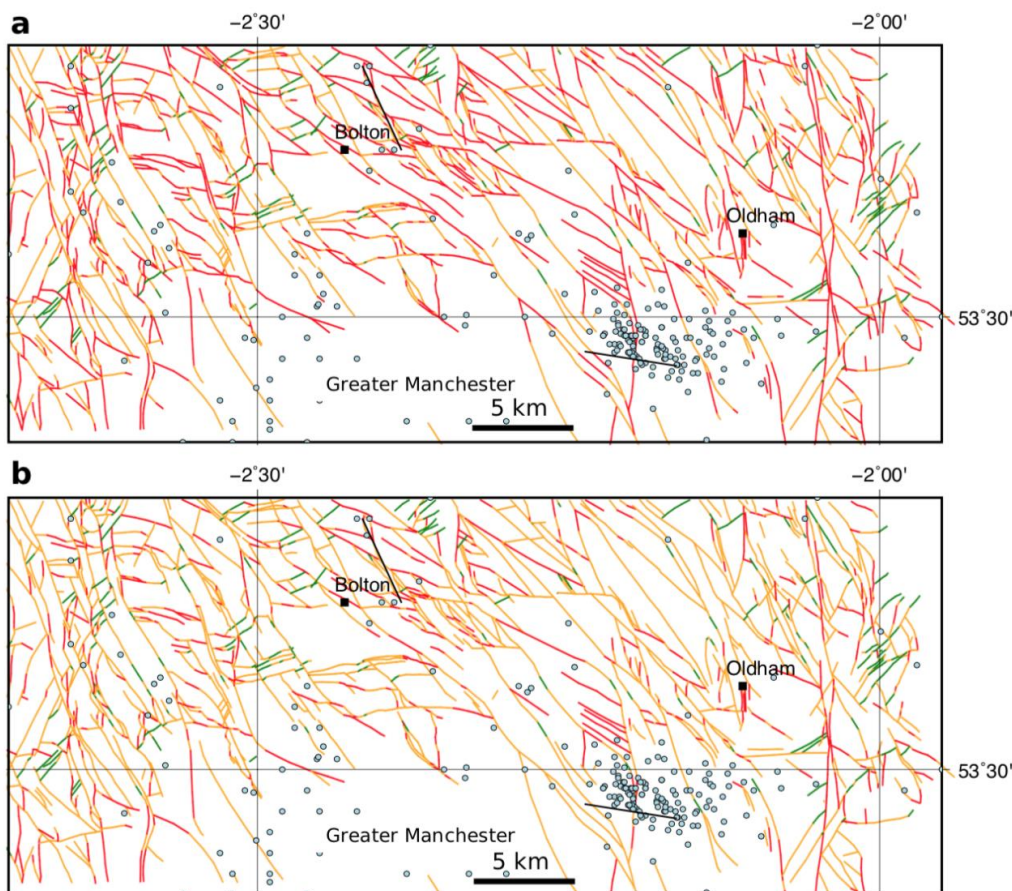 a
−2°30'
−2°00'
Bolton
Oldham
53°30'
Greater Manchester
5 km
b
−2°30'
−2°00'
Bolton
Oldham
53°30'
Greater Manchester
5 km